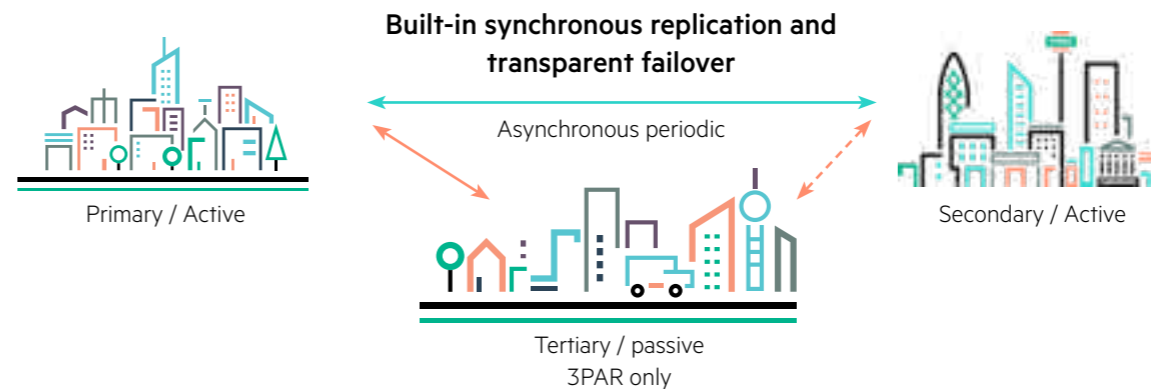 Built-in synchronous replication and
transparent failover
Asynchronous periodic
Primary / Active
Secondary / Active
Tertiary / passive
3PAR only